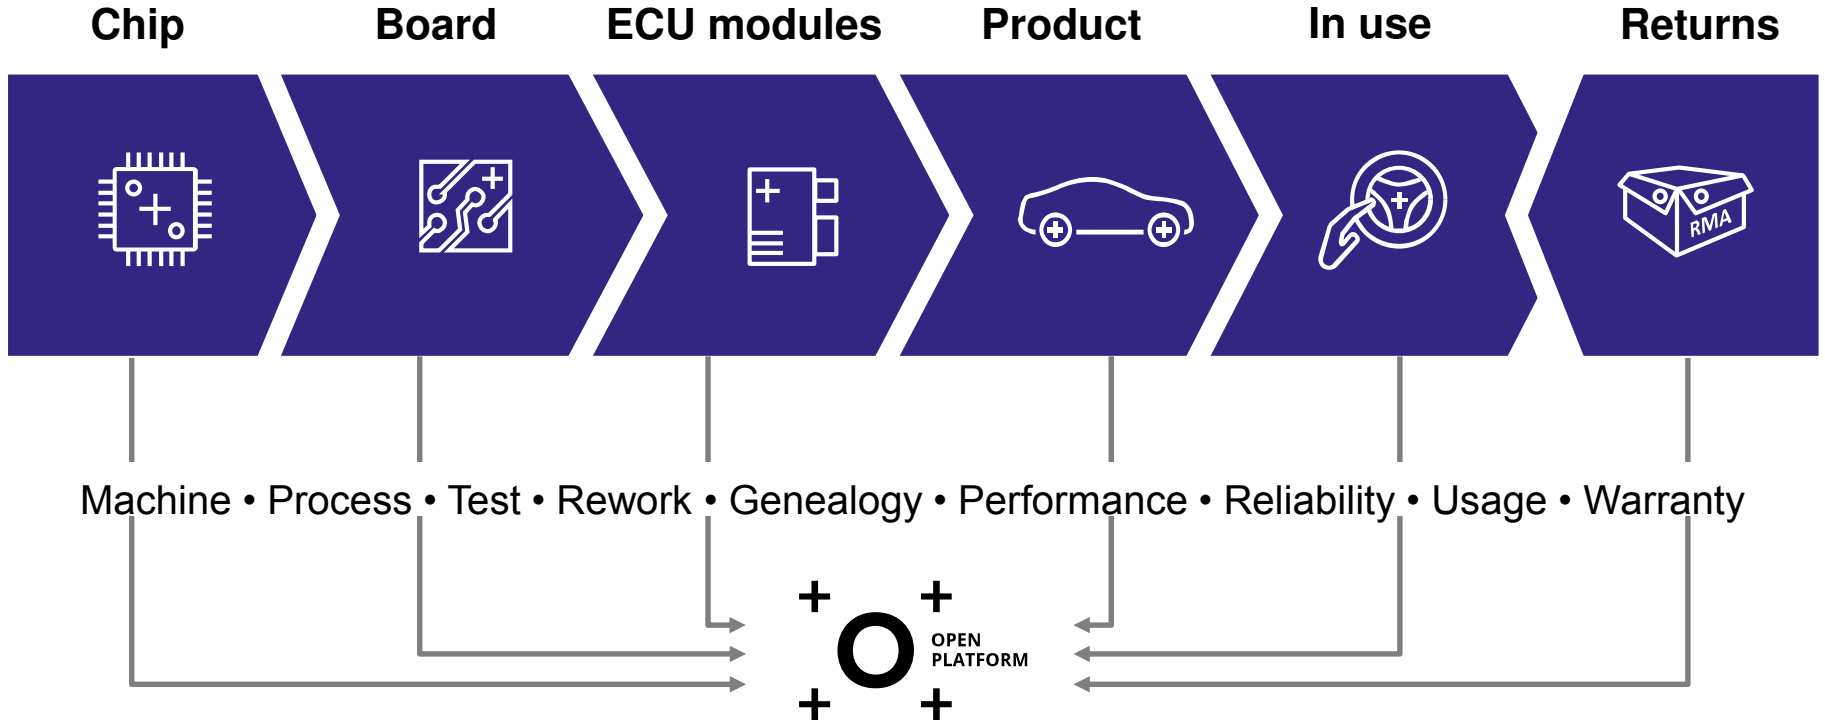 Chip Board ECU modules Product In use Returns
RMA
Machine • Process • Test • Rework • Genealogy • Performance • Reliability • Usage • Warranty
OPEN
PLATFORM